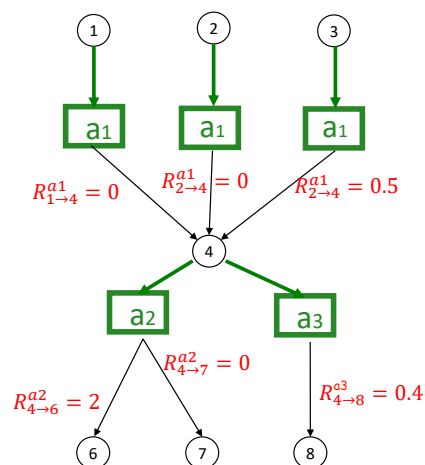 1 2 3
a1 a1 a1
R^{a1}_{1→4} = 0 R^{a1}_{2→4} = 0 R^{a1}_{2→4} = 0.5
4
a2 a3
R^{a2}_{4→6} = 2 R^{a2}_{4→7} = 0 R^{a3}_{4→8} = 0.4
6 7 8